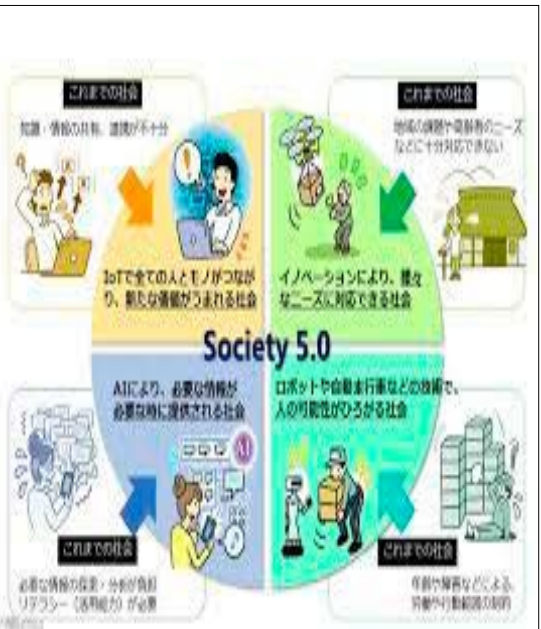 これまでの社会
知識・情報の共有、連携が不十分
IoTで全ての人とモノがつなが
り、新たな価値がうまれる社会
これまでの社会
地域の課題や高齢者のニーズ
などに十分対応できない
イノベーションにより、様々
なニーズに対応できる社会
Society 5.0
AIにより、必要な情報が
必要な時に提供される社会
AI
これまでの社会
必要な情報の探索・分析が負担
リテラシー（活用能力）が必要
ロボットや自動走行車などの技術で、
人の可能性がひろがる社会
これまでの社会
年齢や障害などによる、
労働や行動範囲の制約